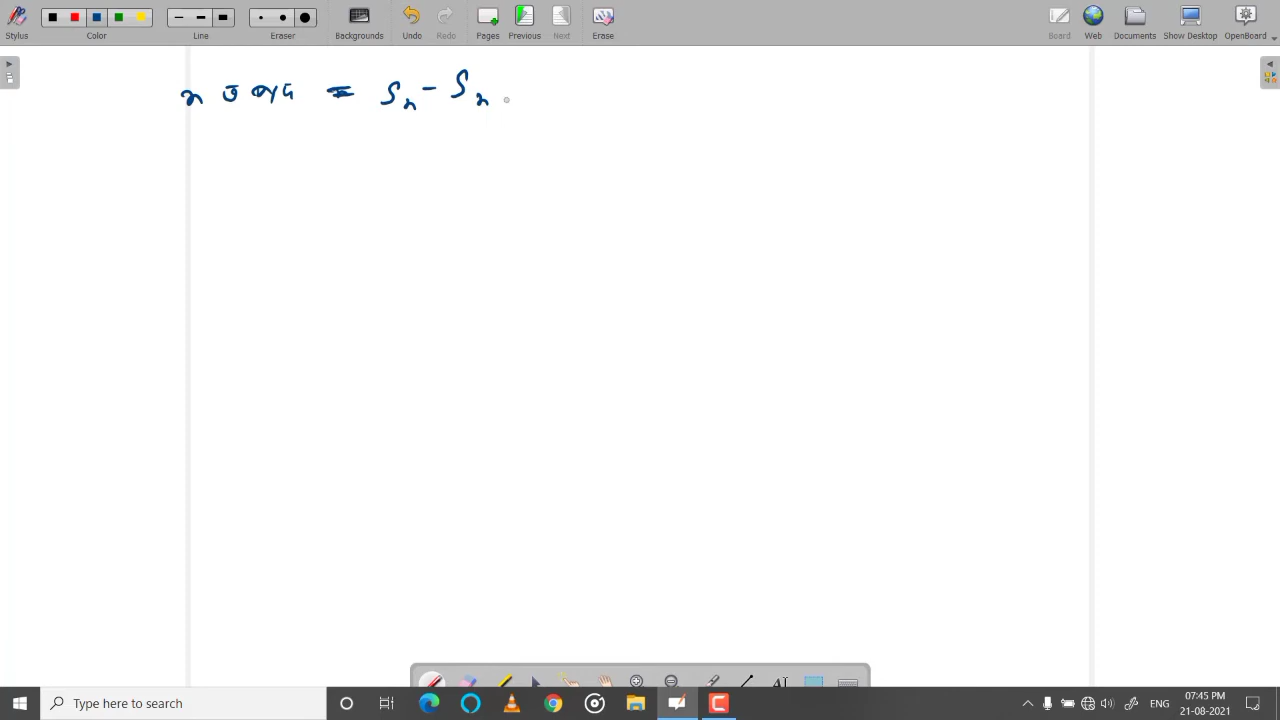 Stylus Color Line Eraser Backgrounds Undo Redo Pages Previous Next Erase Board Web Documents Show Desktop OpenBoard
n = Sₙ - Sₙ
Type here to search
ENG 07:45 PM
21-08-2021